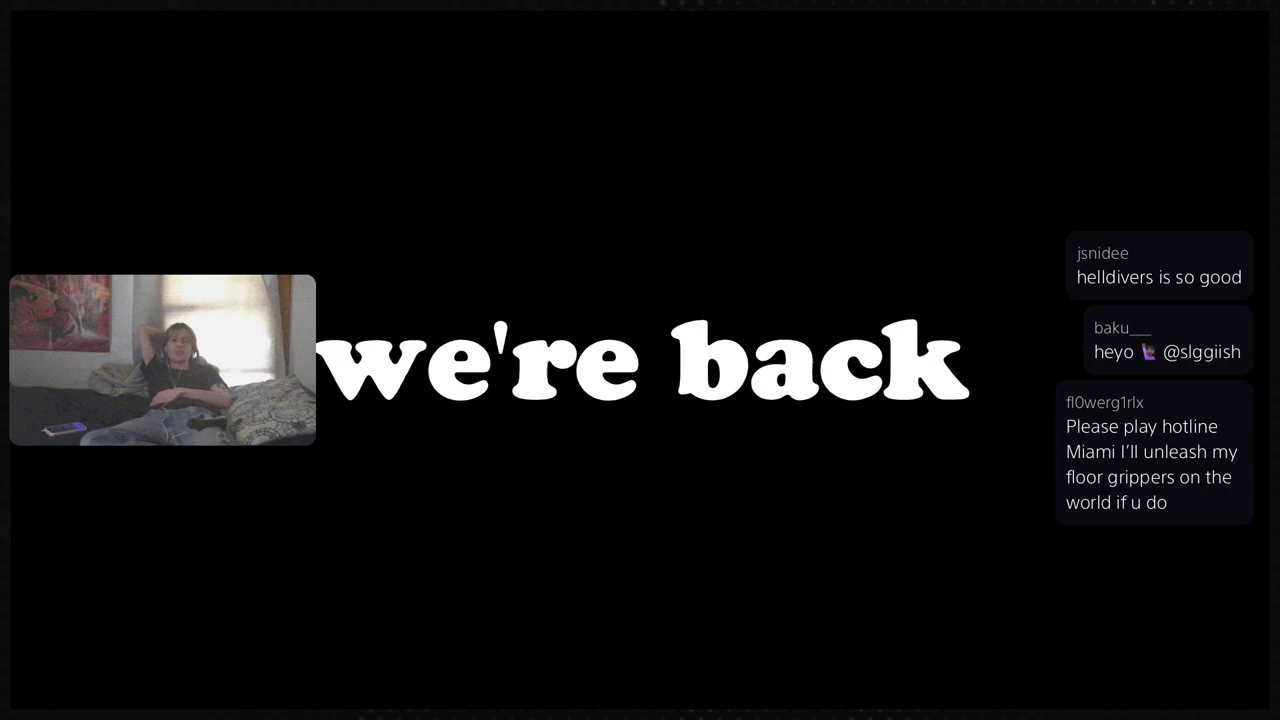 we're back
jsnidee
helldivers is so good
baku___
heyo 🙋🏿‍♀️ @slggiish
fl0werg1rlx
Please play hotline
Miami I’ll unleash my
floor grippers on the
world if u do